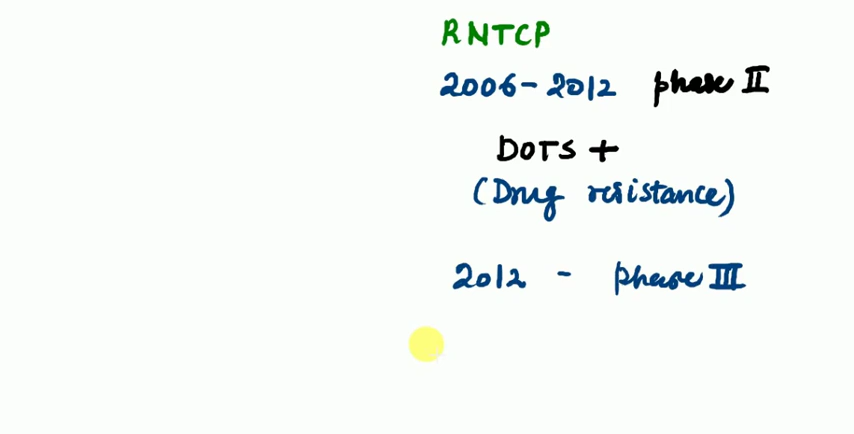 RNTCP
2006-2012 phase II
DOTS +
(Drug resistance)
2012 - phase III